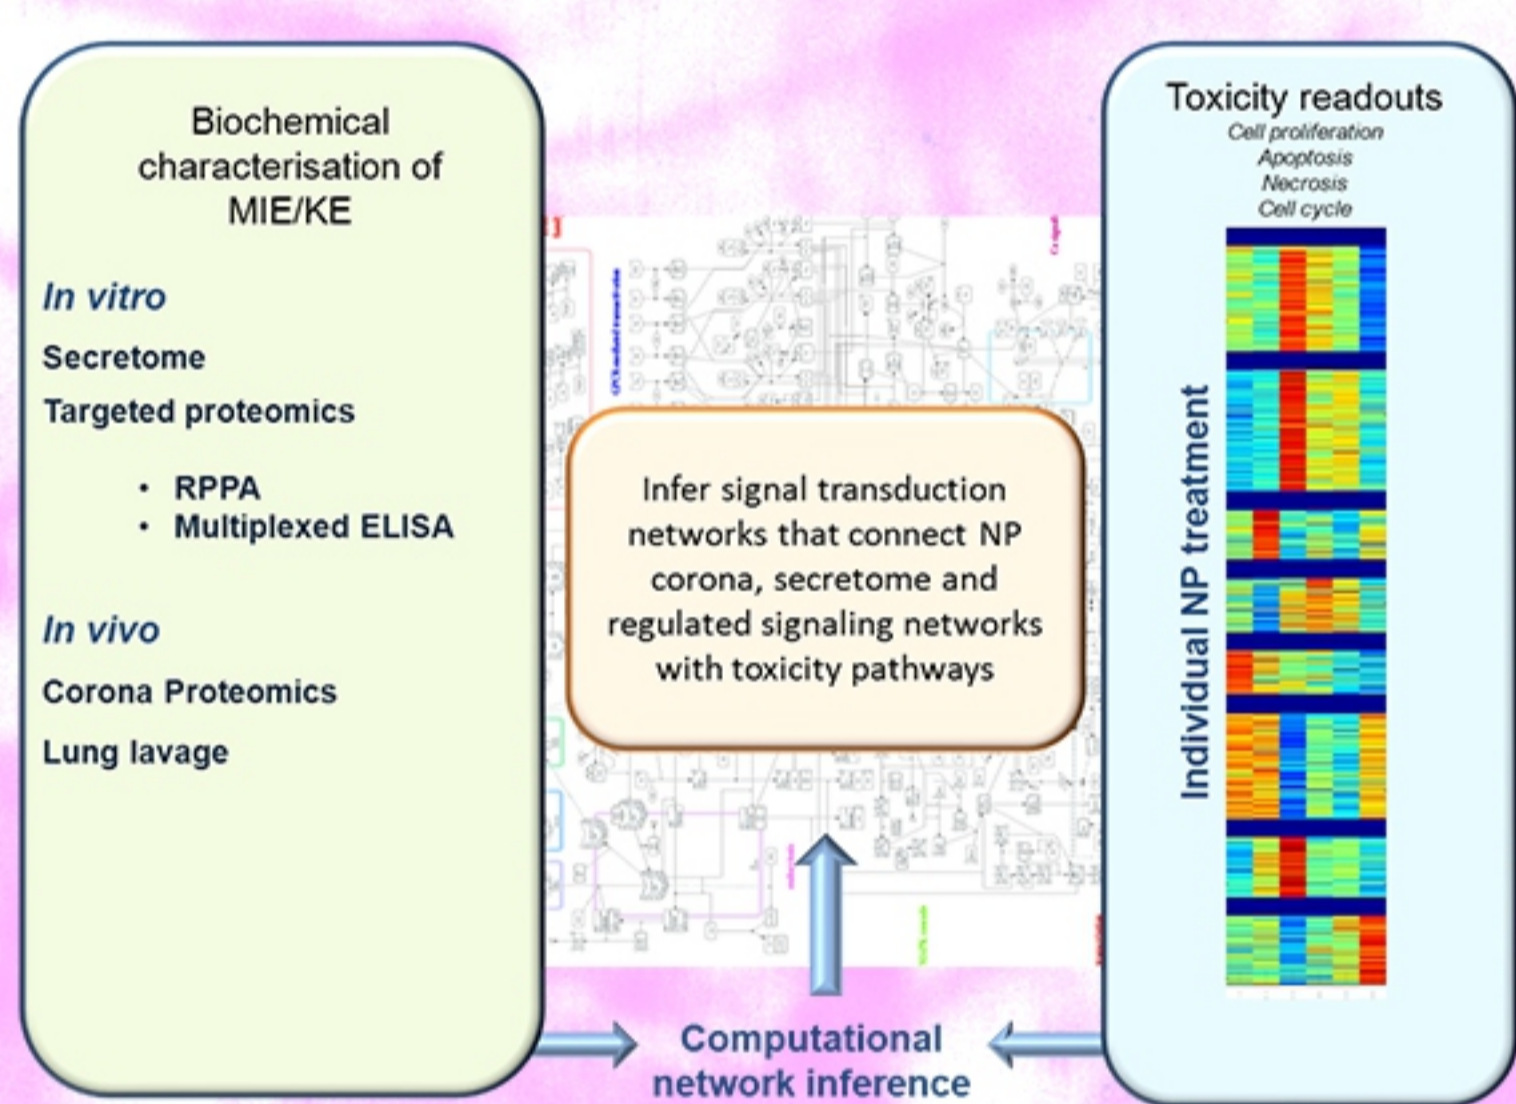 Biochemical
characterisation of
MIE/KE
In vitro
Secretome
Targeted proteomics
• RPPA
• Multiplexed ELISA
In vivo
Corona Proteomics
Lung lavage
Infer signal transduction
networks that connect NP
corona, secretome and
regulated signaling networks
with toxicity pathways
Computational
network inference
Toxicity readouts
Cell proliferation
Apoptosis
Necrosis
Cell cycle
Individual NP treatment